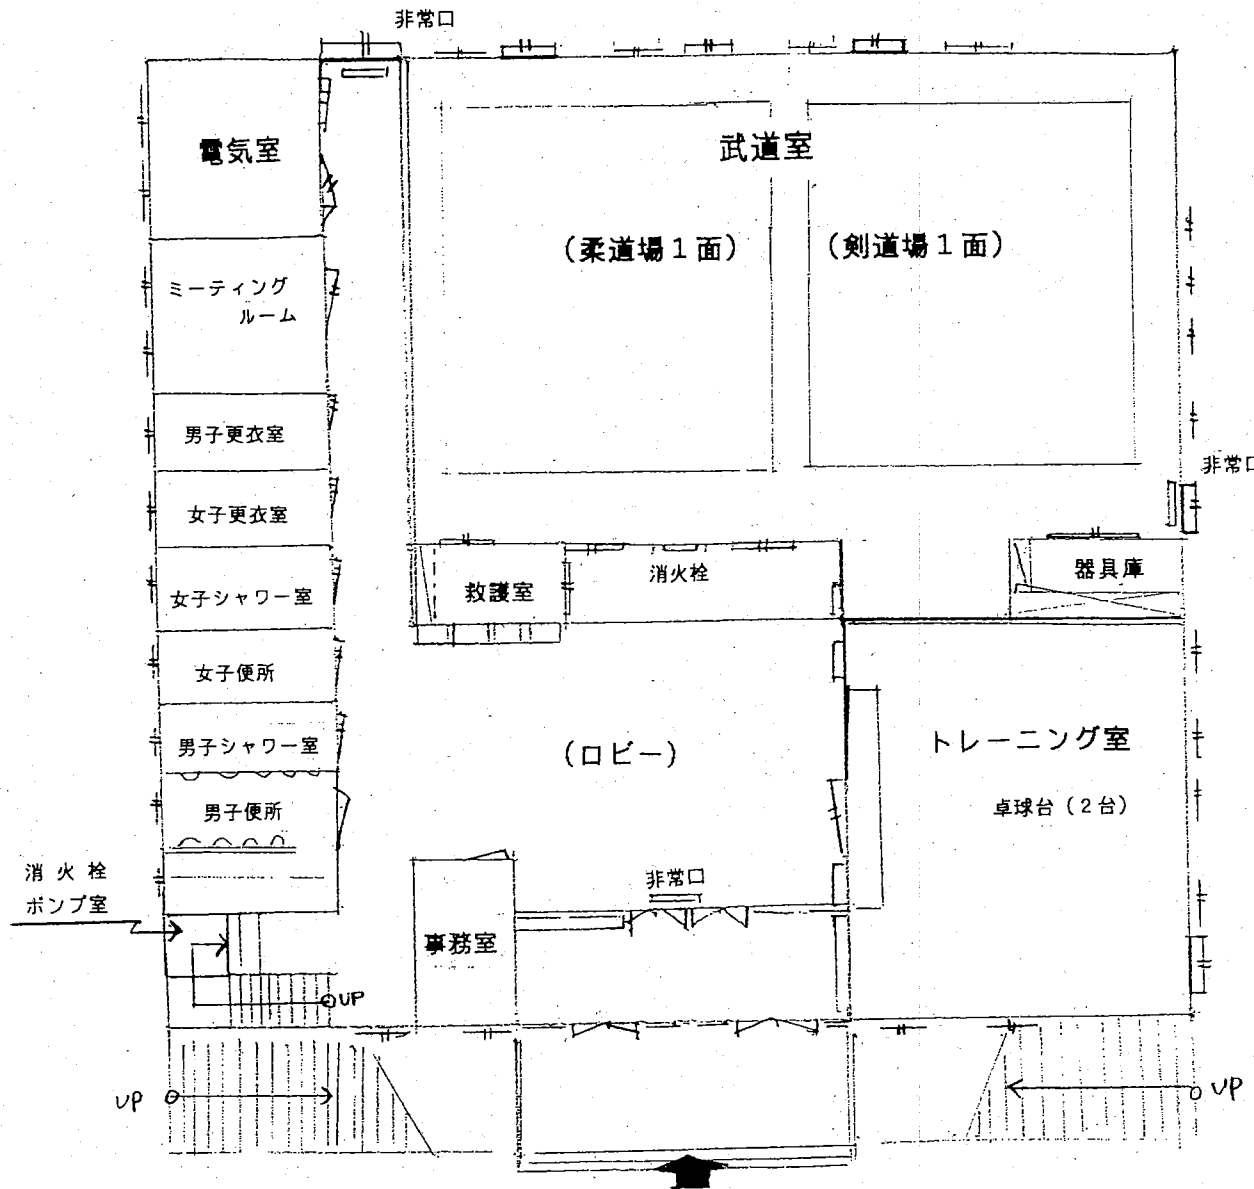 非常口
電気室
武道室
(柔道場1面)
(剣道場1面)
ミーティング
ルーム
男子更衣室
非常口
女子更衣室
消火栓
器具庫
救護室
女子シャワー室
女子便所
男子シャワー室
(ロビー)
トレーニング室
男子便所
卓球台(2台)
消火栓
ポンプ室
非常口
事務室
UP
UP
UP